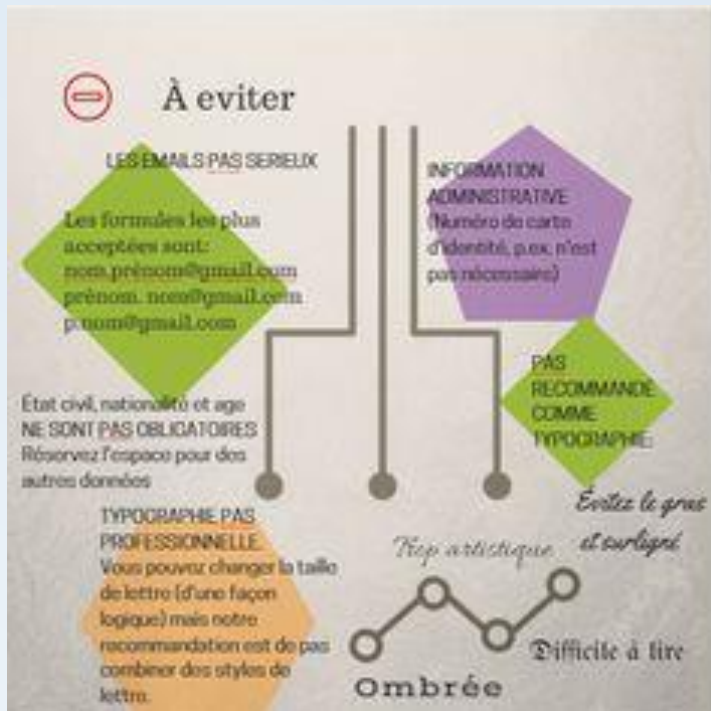 À eviter
LES EMAILS PAS SERIEUX
Les formules les plus
acceptées sont:
nom.prénom@gmail.com
prénom. nom@gmail.com
p.nom@gmail.com
INFORMATION
ADMINISTRATIVE
(Numéro de carte
d'identité, p.ex. n'est
pas nécessaire)
État civil, nationalité et age
NE SONT PAS OBLIGATOIRES
Réservez l'espace pour des
autres données
PAS
RECOMMANDÉ
COMME
TYPOGRAPHIE:
TYPOGRAPHIE PAS
PROFESSIONNELLE.
Vous pouvez changer la taille
de lettre (d'une façon
logique) mais notre
recommandation est de pas
combiner des styles de
lettre.
Évitez le gras
et surligné
Trop artistique
Difficile à lire
Ombrée